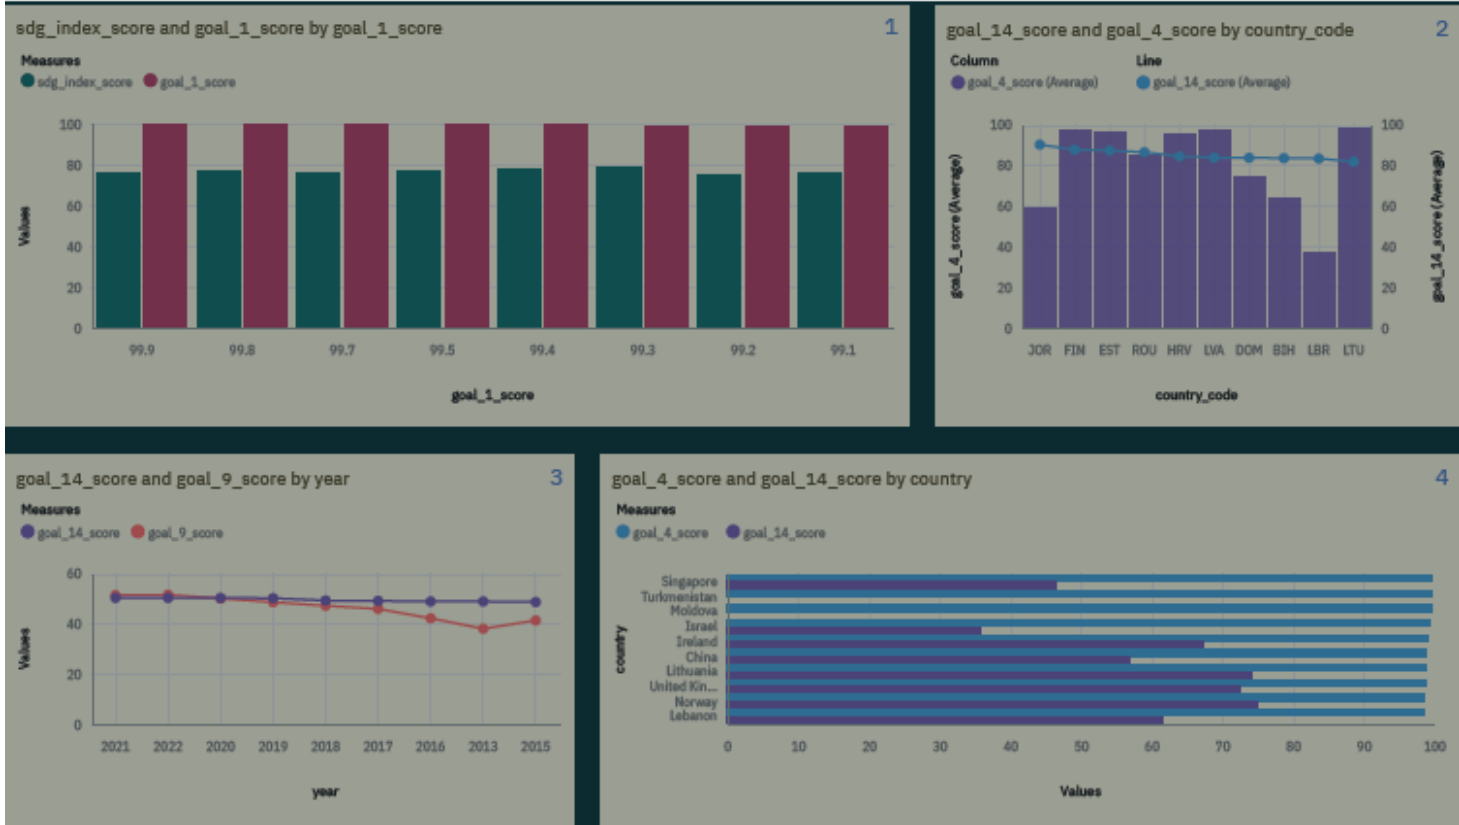 sdg_index_score and goal_1_score by goal_1_score
1
Measures
sdg_index_score goal_1_score
100
80
60
40
20
0
Values
99.9 99.8 99.7 99.5 99.4 99.3 99.2 99.1
goal_1_score
goal_14_score and goal_4_score by country_code
2
Column Line
goal_4_score (Average) goal_14_score (Average)
100 100
80 80
60 60
40 40
20 20
0 0
goal_4_score (Average)
goal_14_score (Average)
JOR FIN EST ROU HRV LVA DOM BIH LBR LTU
country_code
goal_14_score and goal_9_score by year
3
Measures
goal_14_score goal_9_score
60
40
20
0
Values
2021 2022 2020 2019 2018 2017 2016 2013 2015
year
goal_4_score and goal_14_score by country
4
Measures
goal_4_score goal_14_score
Singapore
Turkmenistan
Moldova
Israel
Ireland
China
Lithuania
United Kin...
Norway
Lebanon
country
0 10 20 30 40 50 60 70 80 90 100
Values